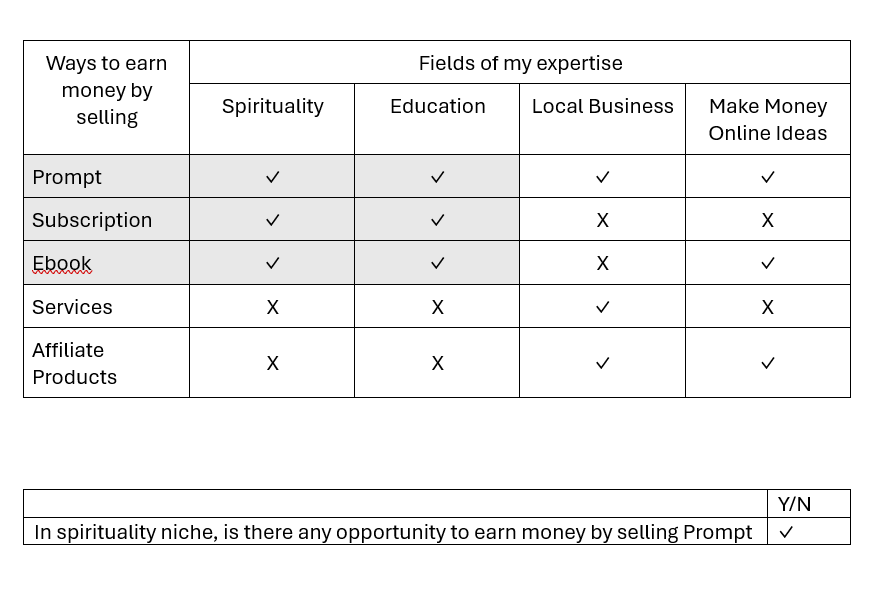 Ways to earn
money by
selling
Fields of my expertise
Spirituality
Education
Local Business
Make Money
Online Ideas
Prompt ✓ ✓ ✓ ✓
Subscription ✓ ✓ X X
Ebook ✓ ✓ X ✓
Services X X ✓ X
Affiliate
Products X X ✓ ✓
Y/N
In spirituality niche, is there any opportunity to earn money by selling Prompt ✓